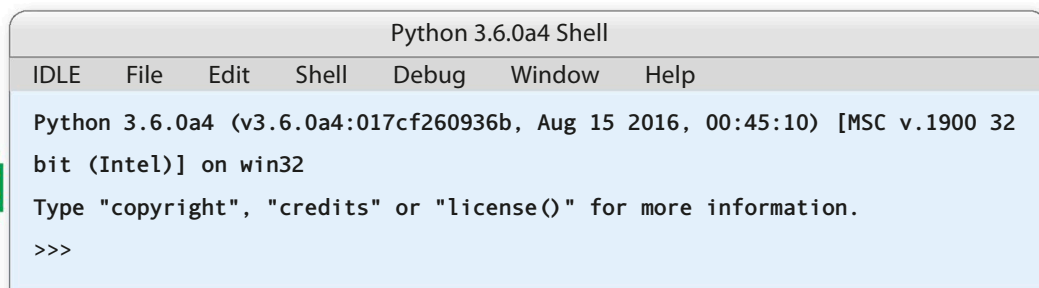 Python 3.6.0a4 Shell
IDLE File Edit Shell Debug Window Help
Python 3.6.0a4 (v3.6.0a4:017cf260936b, Aug 15 2016, 00:45:10) [MSC v.1900 32
bit (Intel)] on win32
Type "copyright", "credits" or "license()" for more information.
>>>